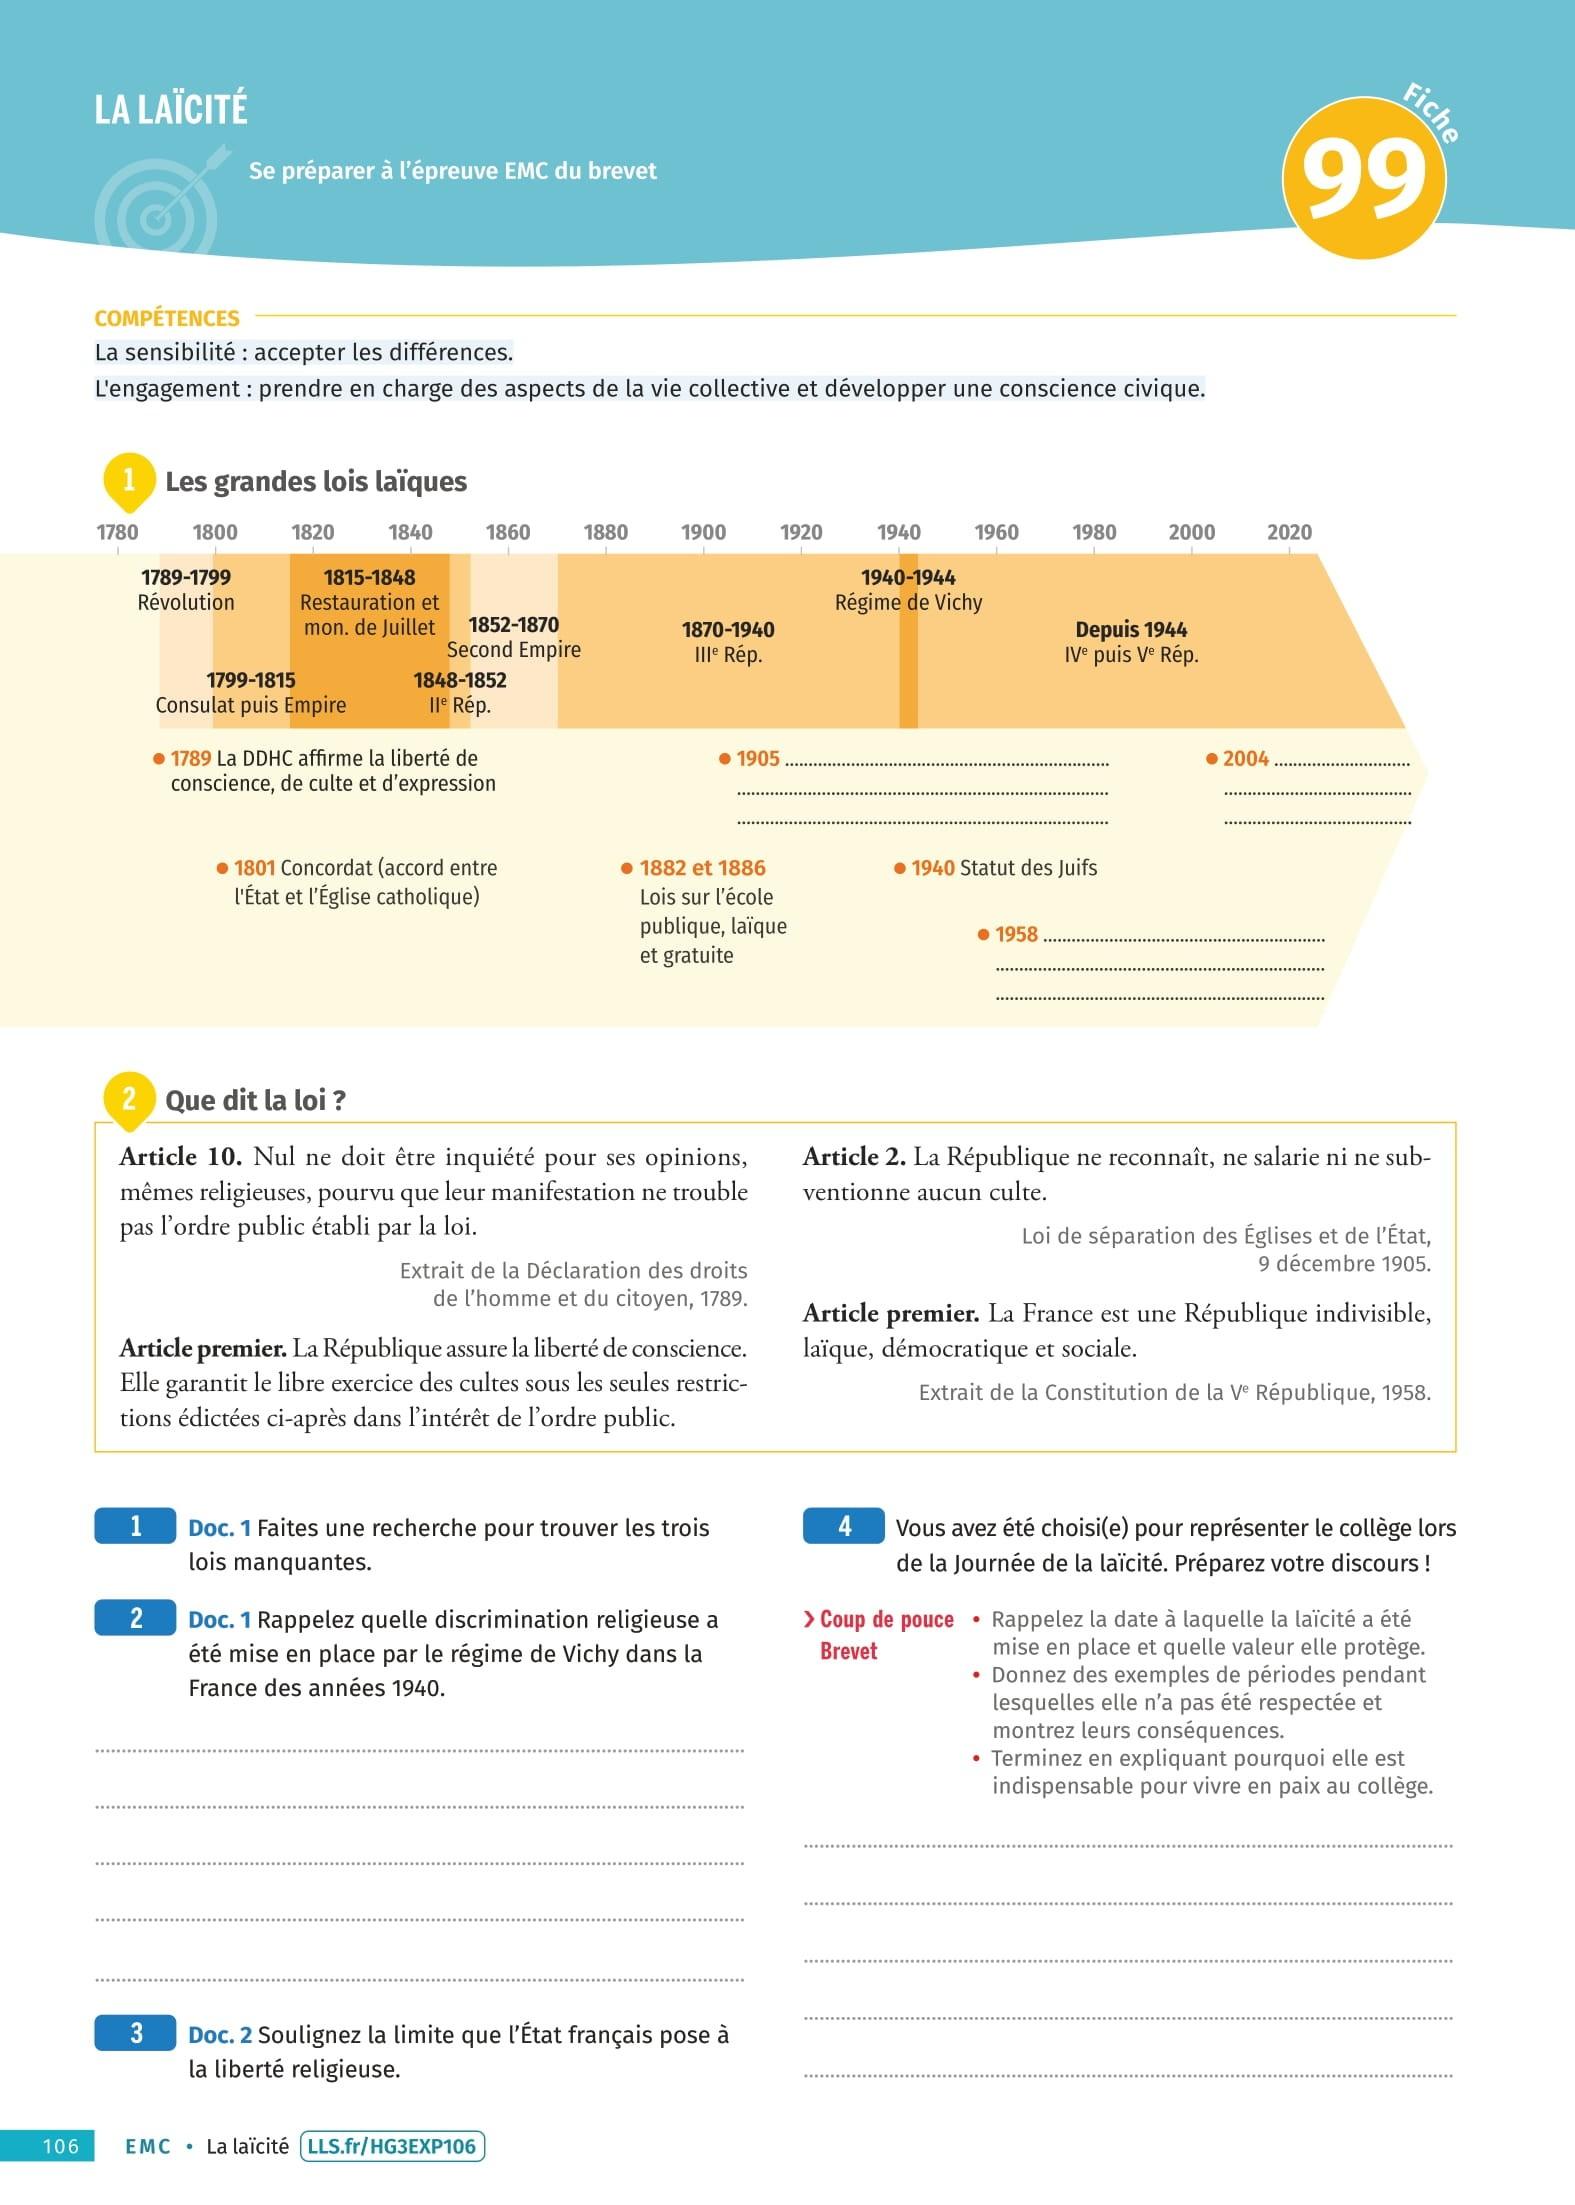 LA LAÏCITÉ
Se préparer à l'épreuve EMC du brevet
Fiche
99
COMPÉTENCES
La sensibilité : accepter les différences.
L'engagement : prendre en charge des aspects de la vie collective et développer une conscience civique.
1 Les grandes lois laïques
1780 1800 1820 1840 1860 1880 1900 1920 1940 1960 1980 2000 2020
1789-1799
Révolution
1799-1815
Consulat puis Empire
1815-1848
Restauration et
mon. de Juillet
1848-1852
IIe Rép.
1852-1870
Second Empire
1870-1940
IIIe Rép.
1940-1944
Régime de Vichy
Depuis 1944
IVe puis Ve Rép.
• 1789 La DDHC affirme la liberté de
conscience, de culte et d'expression
• 1905
• 2004
• 1801 Concordat (accord entre
l'État et l'Église catholique)
• 1882 et 1886
Lois sur l'école
publique, laïque
et gratuite
• 1940 Statut des Juifs
• 1958
2 Que dit la loi ?
Article 10. Nul ne doit être inquiété pour ses opinions,
mêmes religieuses, pourvu que leur manifestation ne trouble
pas l'ordre public établi par la loi.
Extrait de la Déclaration des droits
de l'homme et du citoyen, 1789.
Article premier. La République assure la liberté de conscience.
Elle garantit le libre exercice des cultes sous les seules restric-
tions édictées ci-après dans l'intérêt de l'ordre public.
Article 2. La République ne reconnaît, ne salarie ni ne sub-
ventionne aucun culte.
Loi de séparation des Églises et de l'État,
9 décembre 1905.
Article premier. La France est une République indivisible,
laïque, démocratique et sociale.
Extrait de la Constitution de la Ve République, 1958.
1 Doc. 1 Faites une recherche pour trouver les trois
lois manquantes.
2 Doc. 1 Rappelez quelle discrimination religieuse a
été mise en place par le régime de Vichy dans la
France des années 1940.
3 Doc. 2 Soulignez la limite que l'État français pose à
la liberté religieuse.
4 Vous avez été choisi(e) pour représenter le collège lors
de la Journée de la laïcité. Préparez votre discours !
› Coup de pouce
Brevet
• Rappelez la date à laquelle la laïcité a été
mise en place et quelle valeur elle protège.
• Donnez des exemples de périodes pendant
lesquelles elle n'a pas été respectée et
montrez leurs conséquences.
• Terminez en expliquant pourquoi elle est
indispensable pour vivre en paix au collège.
106 EMC • La laïcité LLS.fr/HG3EXP106